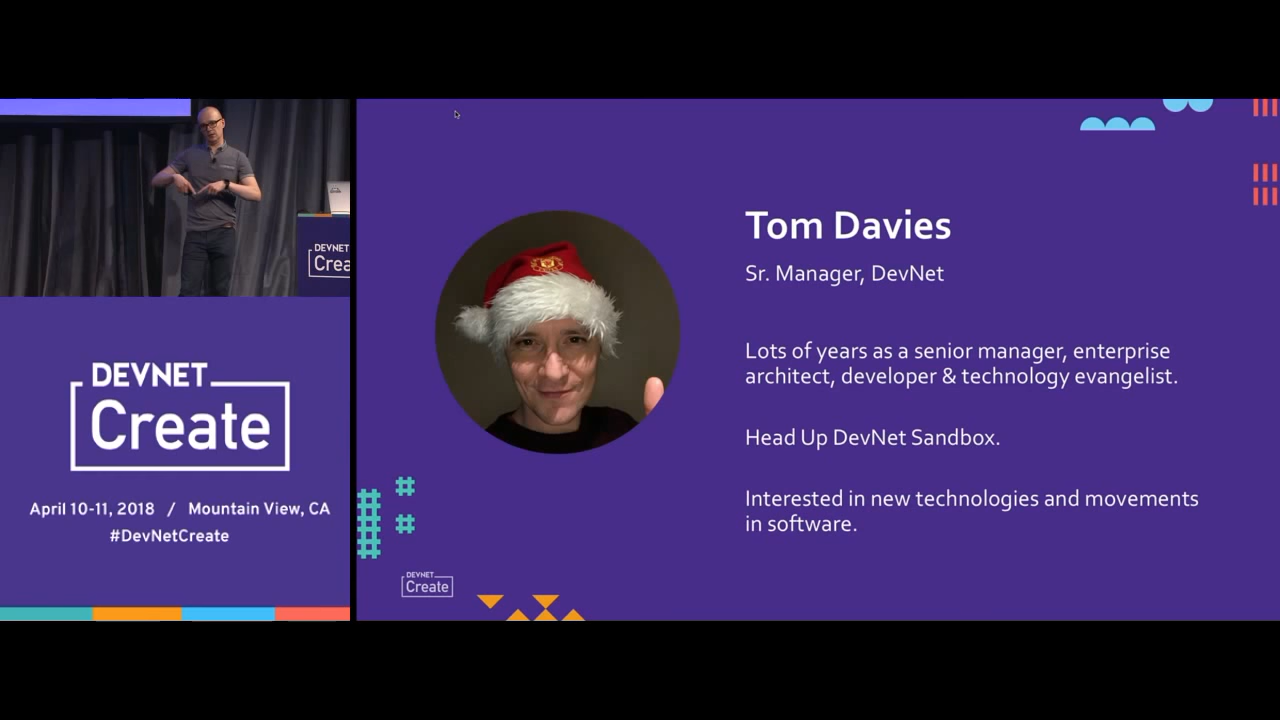 DEVNET
Crea
DEVNET
Create
April 10-11, 2018 / Mountain View, CA
#DevNetCreate
Tom Davies
Sr. Manager, DevNet
Lots of years as a senior manager, enterprise
architect, developer & technology evangelist.
Head Up DevNet Sandbox.
Interested in new technologies and movements
in software.
DEVNET
Create